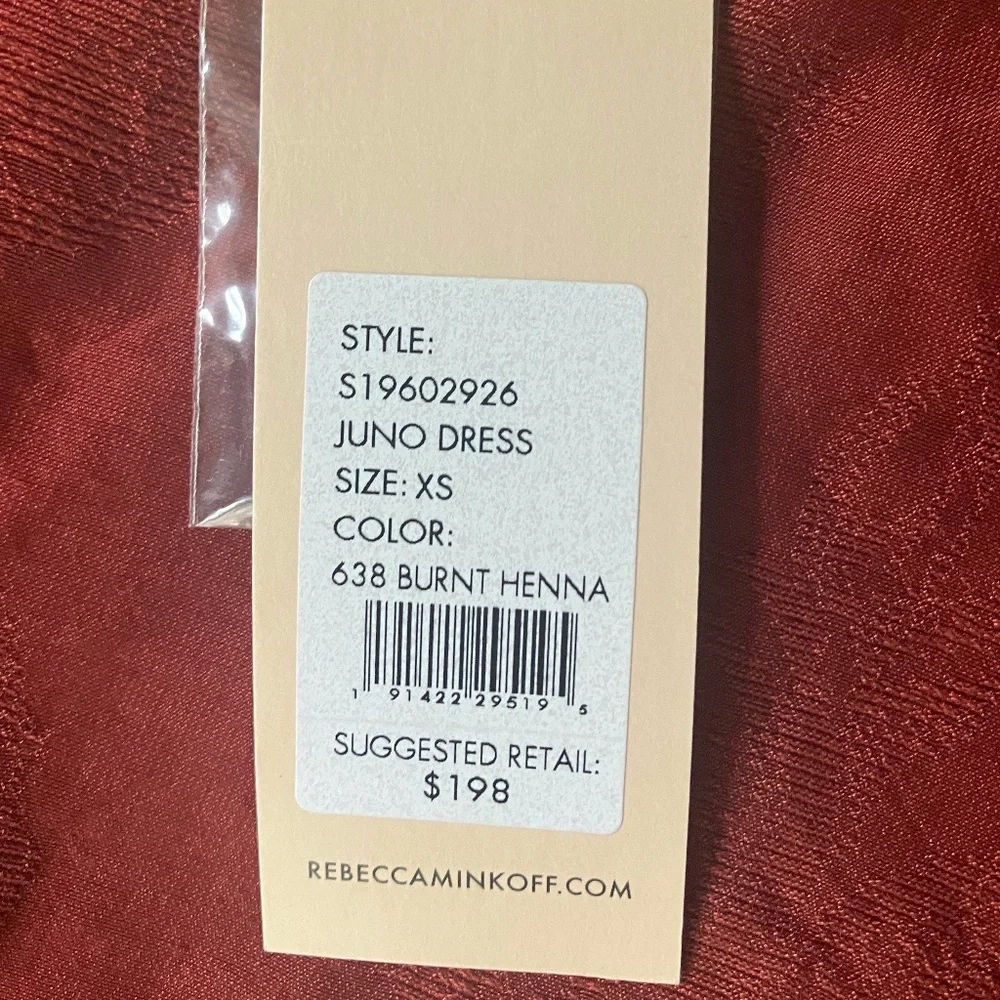 STYLE:
S19602926
JUNO DRESS
SIZE: XS
COLOR:
638 BURNT HENNA
1 91422 29519 5
SUGGESTED RETAIL:
$198
REBECCAMINKOFF.COM